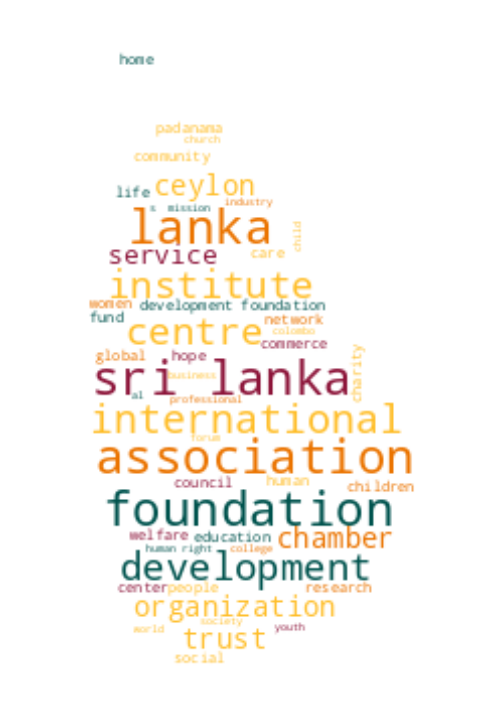 home
padanama
church
community
life ceylon
s mission industry
lanka child
service care
institute
women development foundation
fund network
centre colombo
commerce
global hope
business charity
sri lanka
al professional
international
forum
association
council human children
foundation
welfare education chamber
human right college
development
center people research
organization
world society youth
trust
social